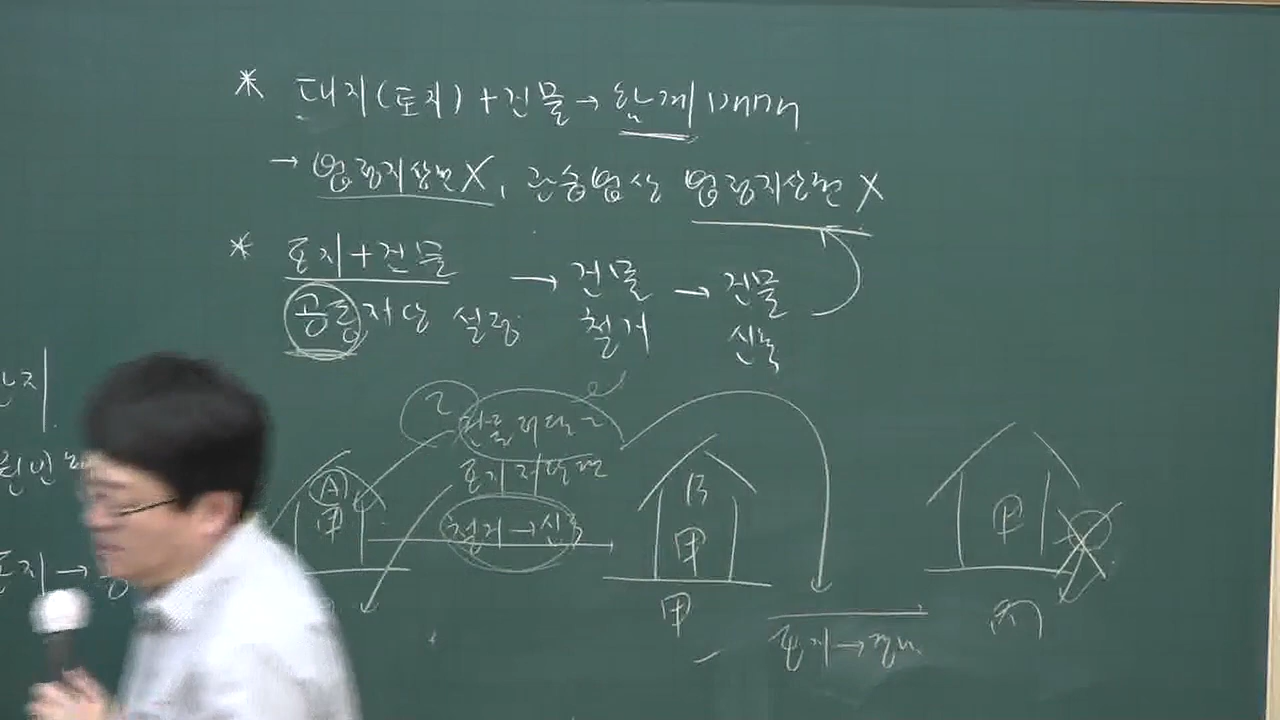 * 대지(토지)+건물→함께 매매
→ 법정지상권X, 관습법상 법정지상권X
* 토지+건물 → 건물 → 건물
공동저당 설정 철거 신축
2 건물저당권
토지저당권
A
甲
철거→신축
B
甲
甲
토지→경매